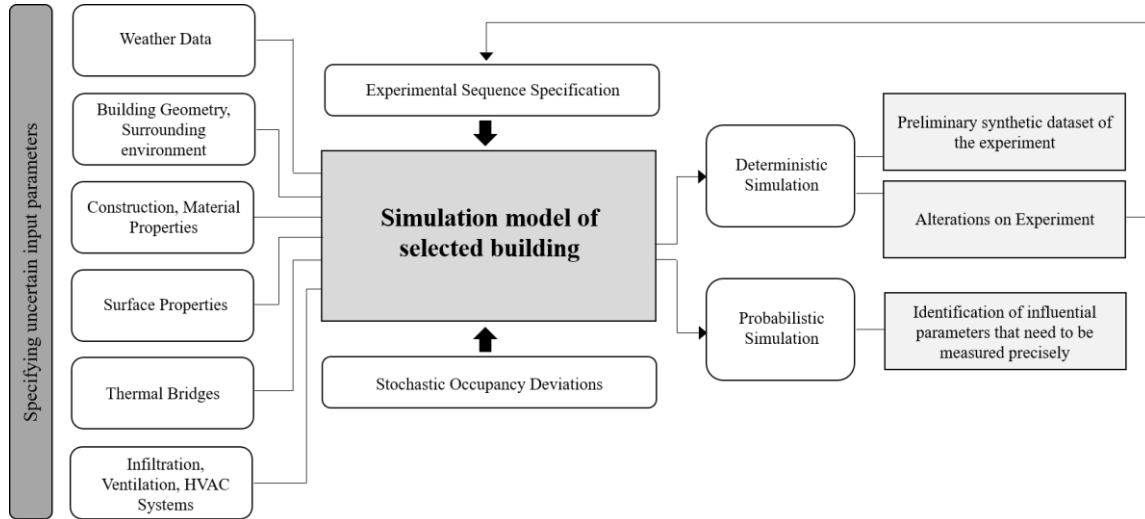 Specifying uncertain input parameters
Weather Data
Building Geometry,
Surrounding
environment
Construction, Material
Properties
Surface Properties
Thermal Bridges
Infiltration,
Ventilation, HVAC
Systems
Experimental Sequence Specification
Simulation model of
selected building
Stochastic Occupancy Deviations
Deterministic
Simulation
Probabilistic
Simulation
Preliminary synthetic dataset of
the experiment
Alterations on Experiment
Identification of influential
parameters that need to be
measured precisely